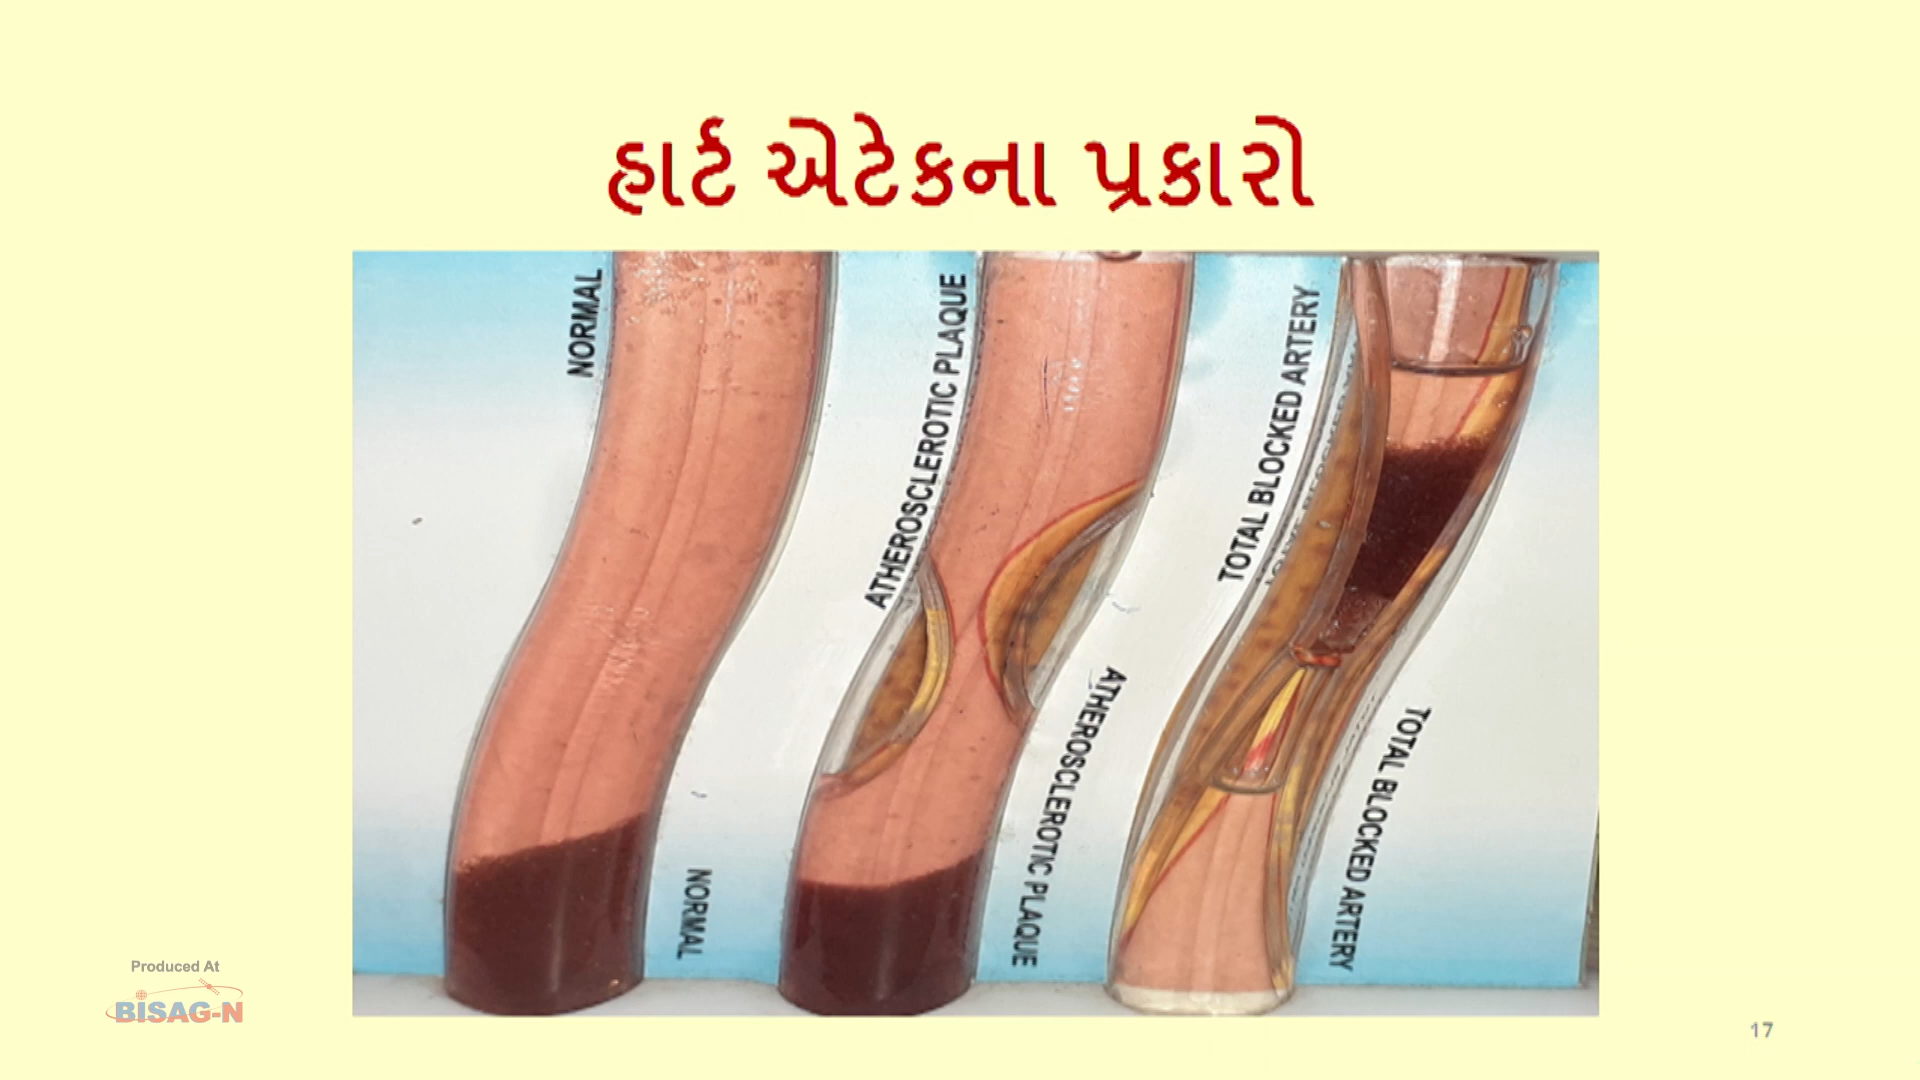 હાર્ટ એટેકના પ્રકારો
NORMAL
ATHEROSCLEROTIC PLAQUE
TOTAL BLOCKED ARTERY
NORMAL
ATHEROSCLEROTIC PLAQUE
TOTAL BLOCKED ARTERY
Produced At
BISAG-N
17